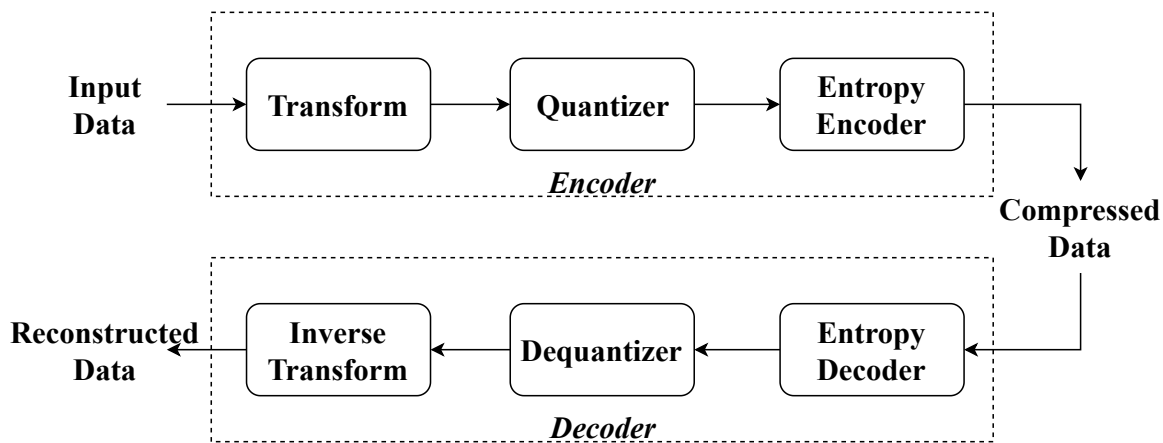 Input
Data
Transform
Quantizer
Entropy
Encoder
Encoder
Compressed
Data
Reconstructed
Data
Inverse
Transform
Dequantizer
Entropy
Decoder
Decoder